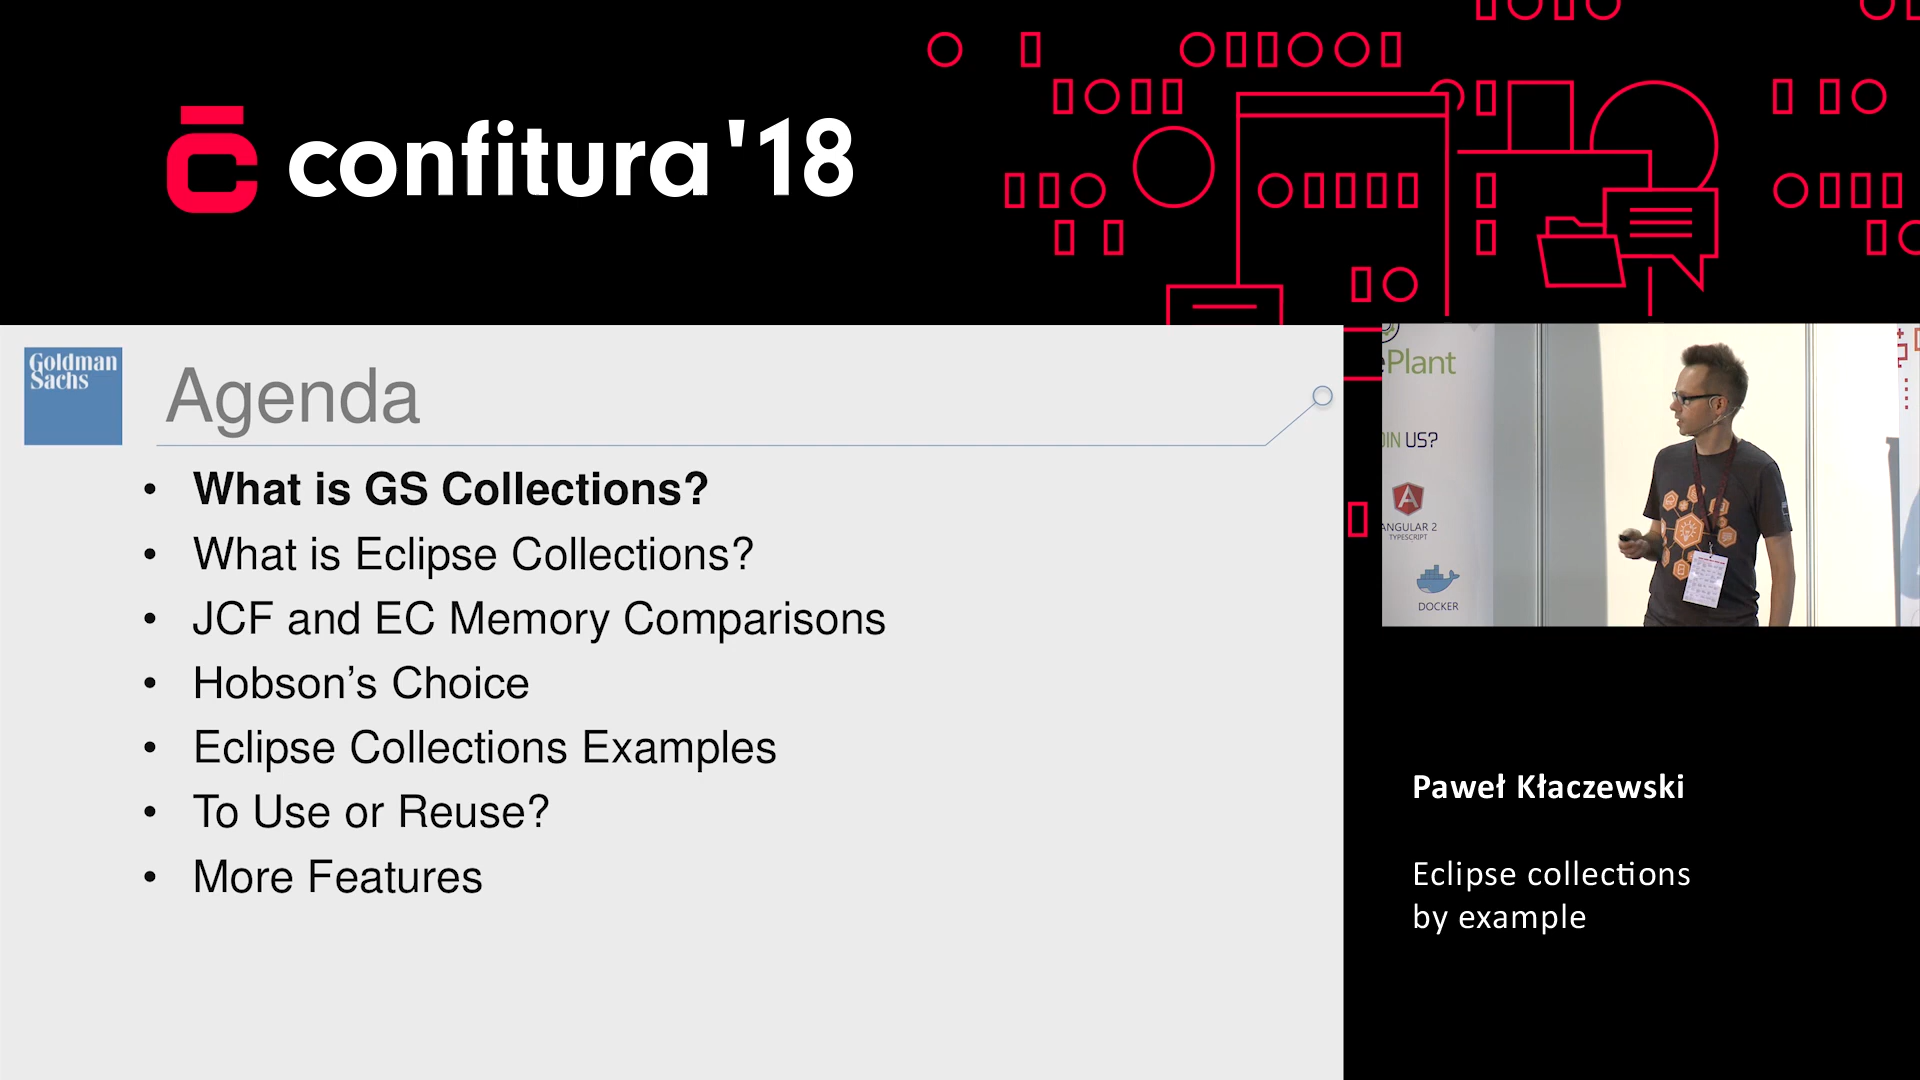 confitura '18
Goldman
Sachs
Agenda
• What is GS Collections?
• What is Eclipse Collections?
• JCF and EC Memory Comparisons
• Hobson’s Choice
• Eclipse Collections Examples
• To Use or Reuse?
• More Features
ePlant
OIN US?
ANGULAR 2
TYPESCRIPT
DOCKER
Paweł Kłaczewski
Eclipse collections
by example